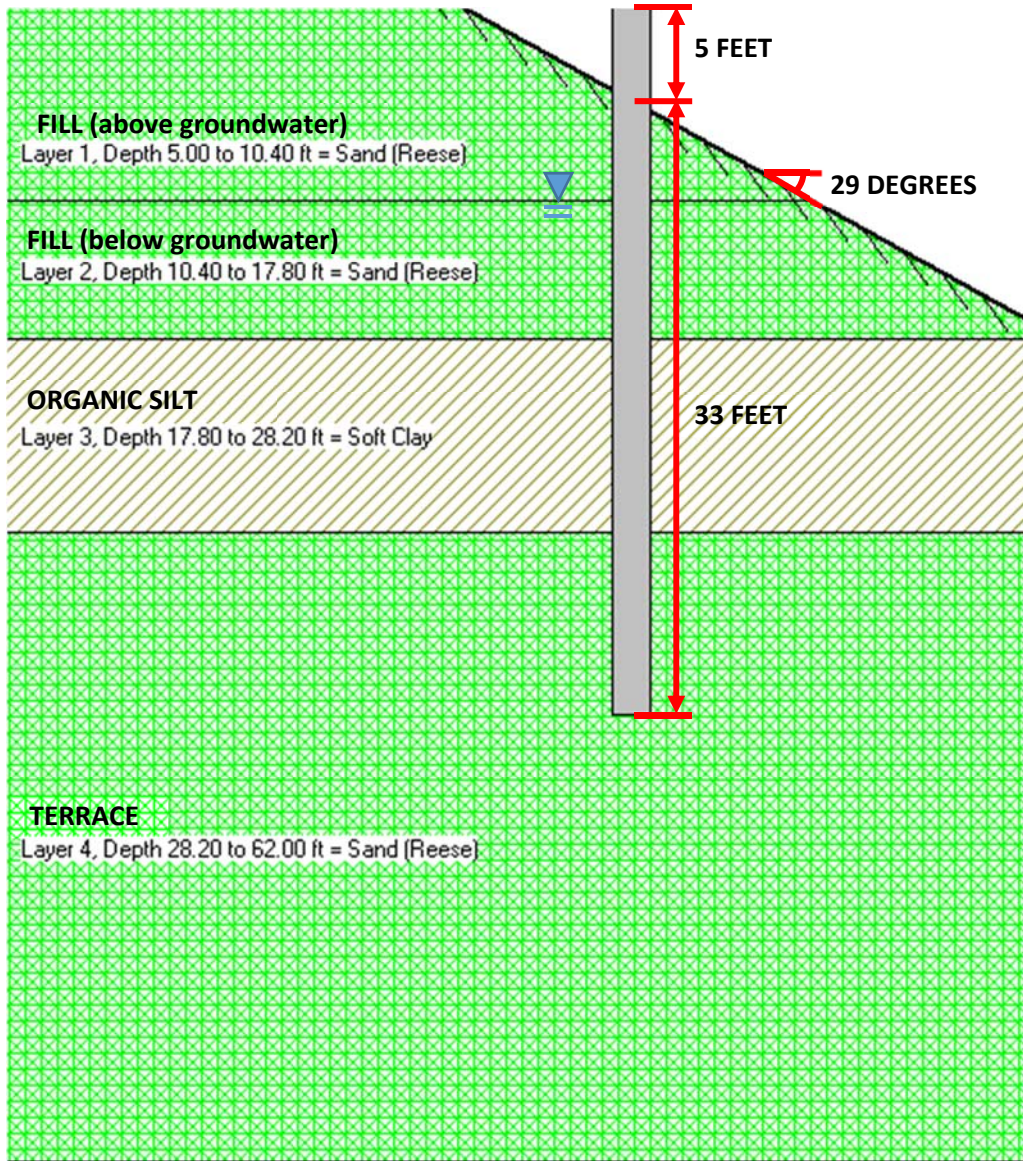 5 FEET
FILL (above groundwater)
Layer 1, Depth 5.00 to 10.40 ft = Sand (Reese)
29 DEGREES
FILL (below groundwater)
Layer 2, Depth 10.40 to 17.80 ft = Sand (Reese)
ORGANIC SILT
33 FEET
Layer 3, Depth 17.80 to 28.20 ft = Soft Clay
TERRACE
Layer 4, Depth 28.20 to 62.00 ft = Sand (Reese)